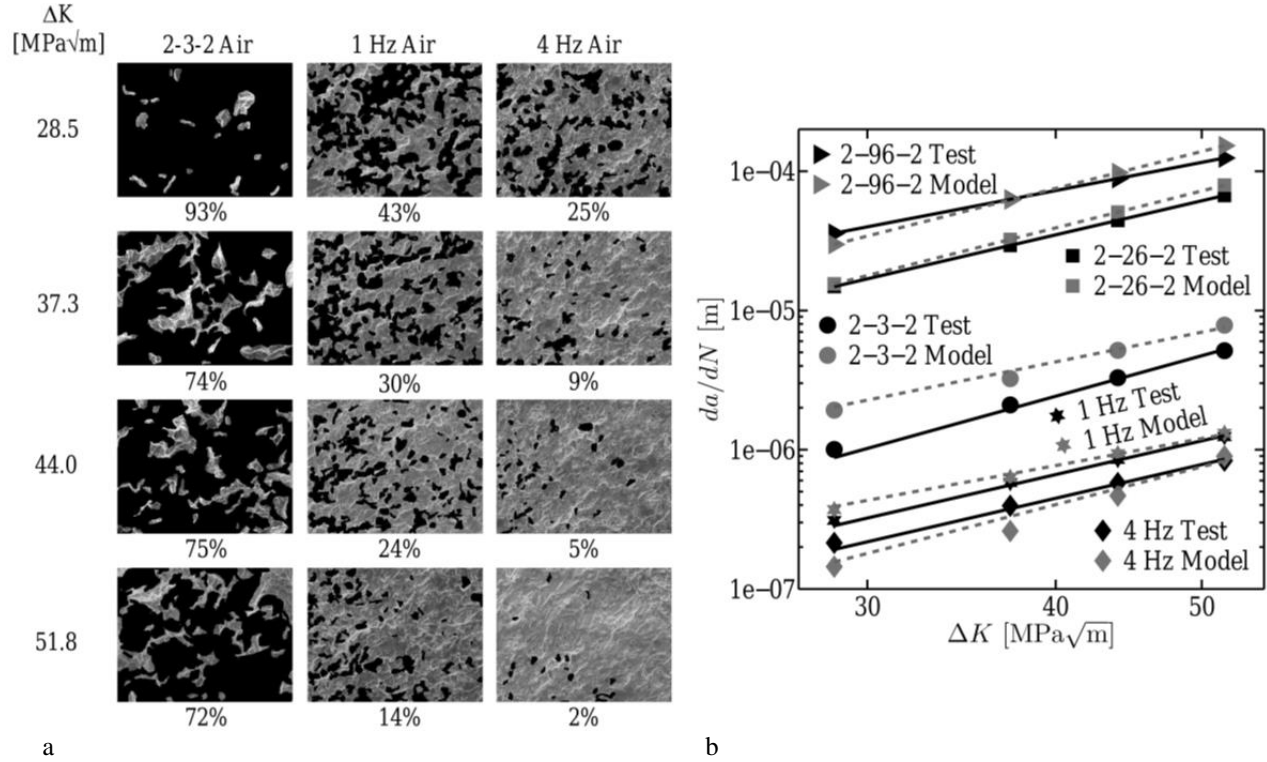 ΔK
[MPa√m]
2-3-2 Air
1 Hz Air
4 Hz Air
28.5
93%
43%
25%
37.3
74%
30%
9%
44.0
75%
24%
5%
51.8
72%
14%
2%
a
1e−04
1e−05
1e−06
1e−07
da/dN [m]
2−96−2 Test
2−96−2 Model
2−26−2 Test
2−26−2 Model
2−3−2 Test
2−3−2 Model
1 Hz Test
1 Hz Model
4 Hz Test
4 Hz Model
30
40
50
ΔK [MPa√m]
b